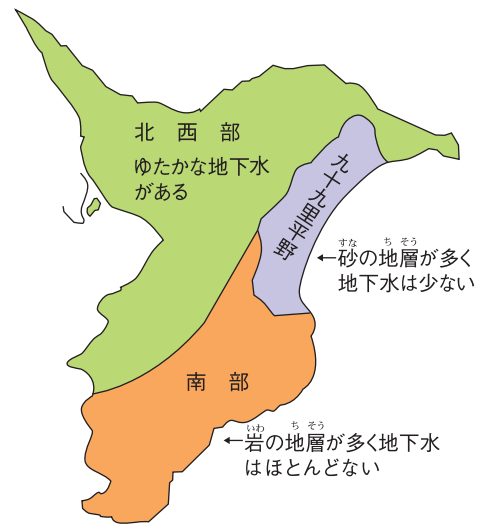 北西部
ゆたかな地下水
がある
九十九里平野
すな ち そう
←砂の地層が多く
地下水は少ない
南部
いわ ち そう
←岩の地層が多く地下水
はほとんどない